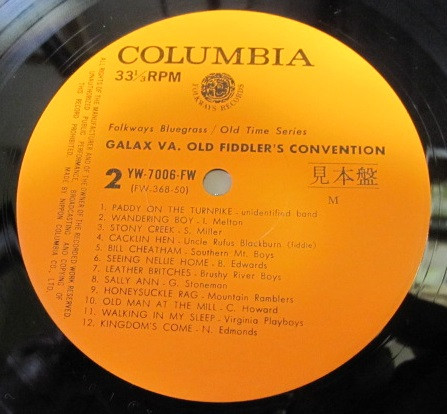 COLUMBIA
33⅓RPM
FOLKWAYS RECORDS
Folkways Bluegrass / Old Time Series
GALAX VA. OLD FIDDLER'S CONVENTION
2 YW-7006-FW
(FW-368-50)
見本盤
M
1. PADDY ON THE TURNPIKE - unidentified band
2. WANDERING BOY - L. Melton
3. STONY CREEK - S. Miller
4. CACKLIN HEN - Uncle Rufus Blackburn (fiddle)
5. BILL CHEATHAM - Southern Mt. Boys
6. SEEING NELLIE HOME - B. Edwards
7. LEATHER BRITCHES - Brushy River Boys
8. SALLY ANN - G. Stoneman
9. HONEYSUCKLE RAG - Mountain Ramblers
10. OLD MAN AT THE MILL - C. Howard
11. WALKING IN MY SLEEP - Virginia Playboys
12. KINGDOM'S COME - N. Edmonds
ALL RIGHTS OF THE MANUFACTURER AND OF THE OWNER OF THE RECORDED WORK RESERVED.
UNAUTHORIZED PUBLIC PERFORMANCE, BROADCASTING AND COPYING OF
THIS RECORD PROHIBITED. MADE BY NIPPON COLUMBIA CO., LTD.